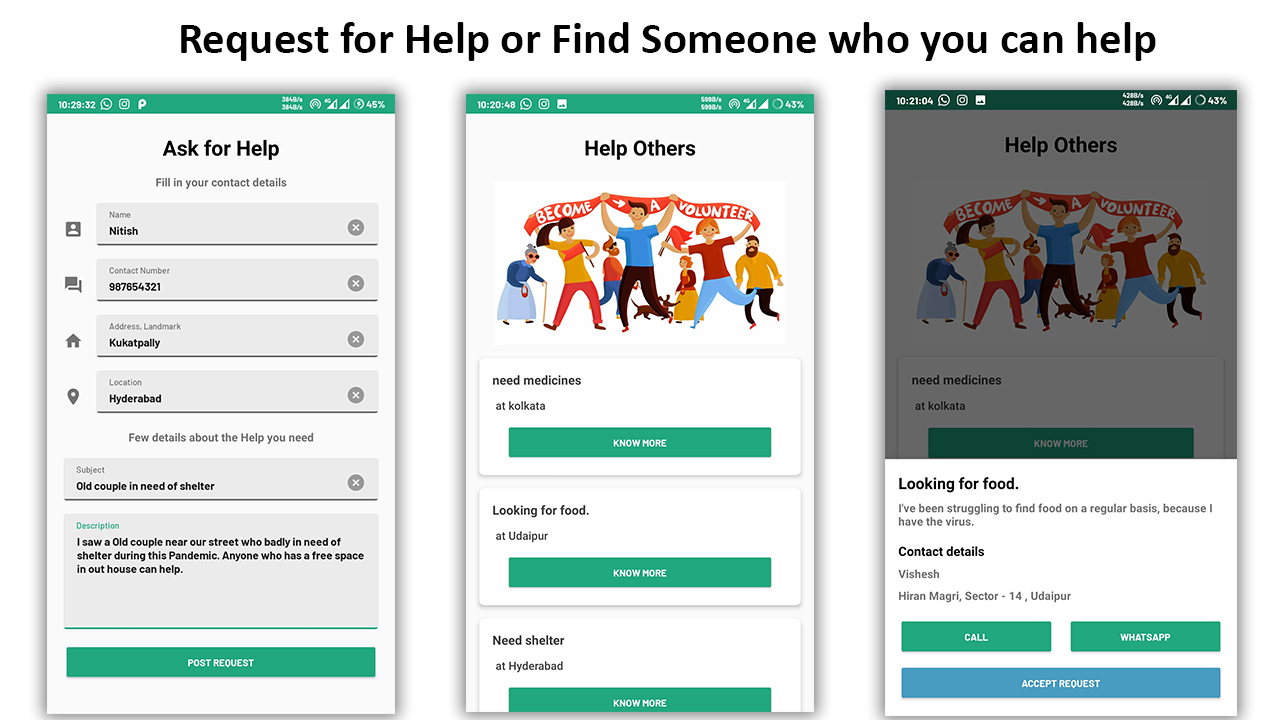 Request for Help or Find Someone who you can help
10:29:32 384B/s 384B/s 4G 45%
Ask for Help
Fill in your contact details
Name
Nitish
Contact Number
987654321
Address, Landmark
Kukatpally
Location
Hyderabad
Few details about the Help you need
Subject
Old couple in need of shelter
Description
I saw a Old couple near our street who badly in need of
shelter during this Pandemic. Anyone who has a free space
in out house can help.
POST REQUEST
10:20:48 599B/s 599B/s 4G 43%
Help Others
BECOME A VOLUNTEER
need medicines
at kolkata
KNOW MORE
Looking for food.
at Udaipur
KNOW MORE
Need shelter
at Hyderabad
KNOW MORE
10:21:04 428B/s 428B/s 4G 43%
Help Others
BECOME A VOLUNTEER
need medicines
at kolkata
KNOW MORE
Looking for food.
I've been struggling to find food on a regular basis, because I
have the virus.
Contact details
Vishesh
Hiran Magri, Sector - 14 , Udaipur
CALL WHATSAPP
ACCEPT REQUEST